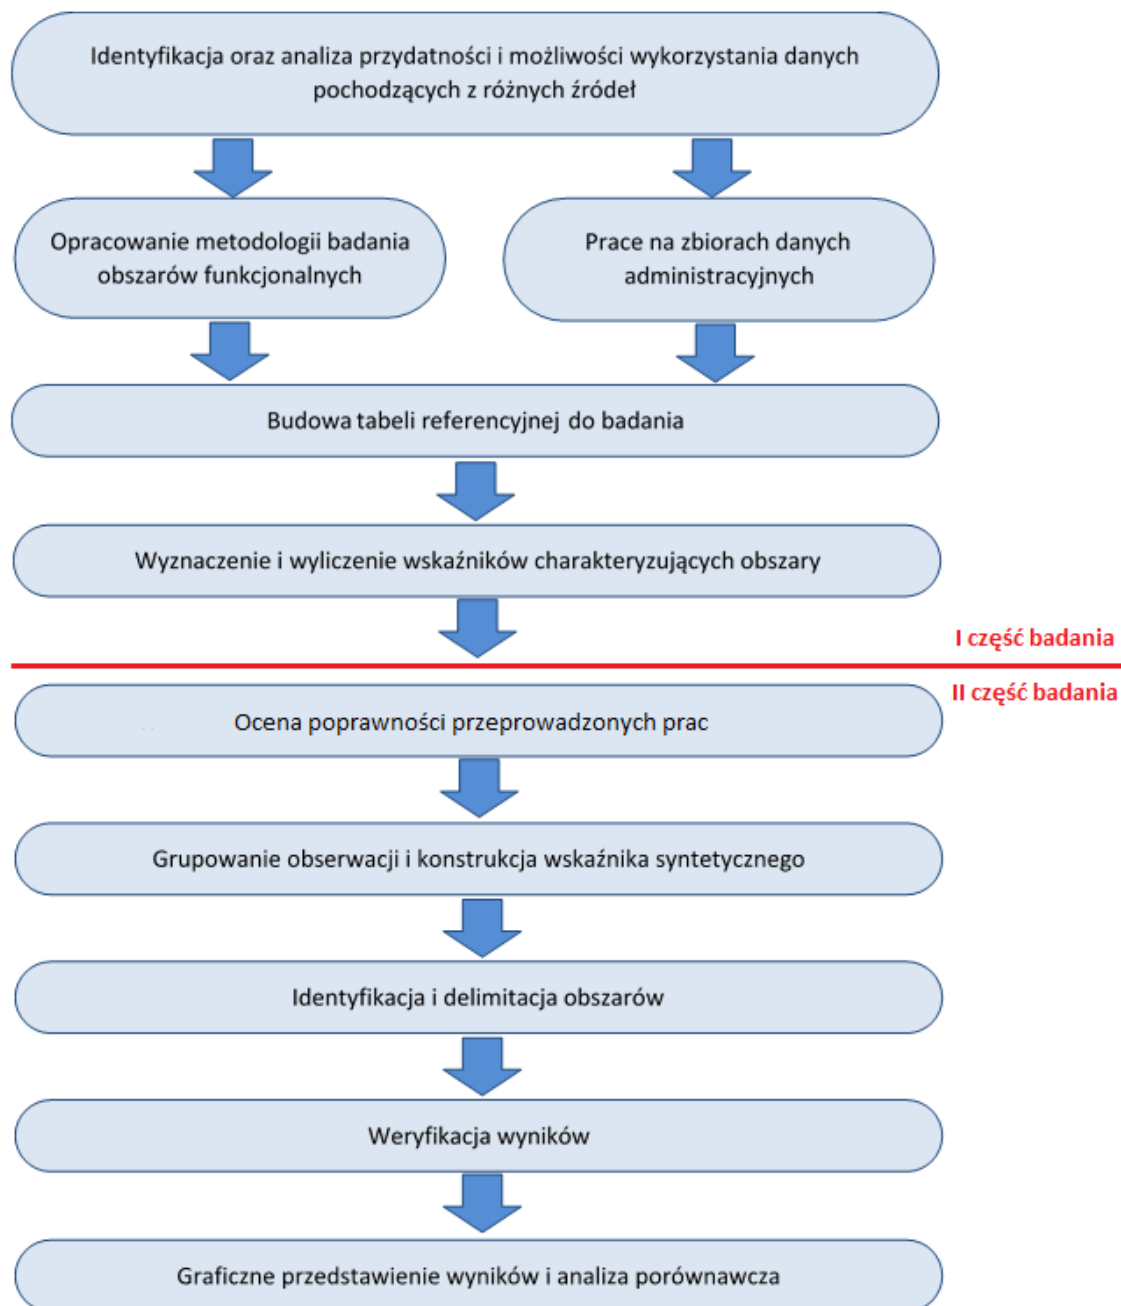 Identyfikacja oraz analiza przydatności i możliwości wykorzystania danych
pochodzących z różnych źródeł
Opracowanie metodologii badania
obszarów funkcjonalnych
Prace na zbiorach danych
administracyjnych
Budowa tabeli referencyjnej do badania
Wyznaczenie i wyliczenie wskaźników charakteryzujących obszary
I część badania
II część badania
Ocena poprawności przeprowadzonych prac
Grupowanie obserwacji i konstrukcja wskaźnika syntetycznego
Identyfikacja i delimitacja obszarów
Weryfikacja wyników
Graficzne przedstawienie wyników i analiza porównawcza